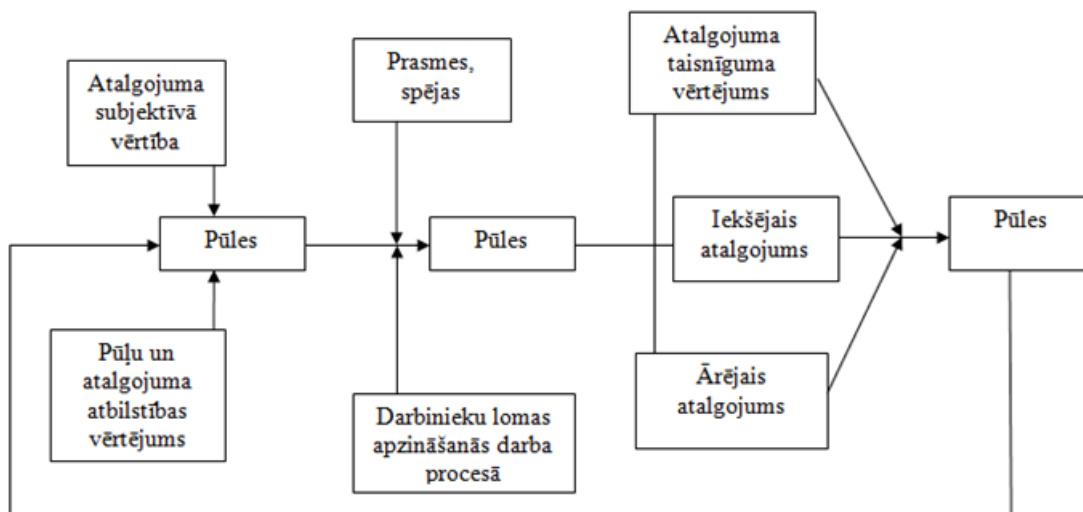 Atalgojuma
subjektīvā
vērtība
Pūles
Pūļu un
atalgojuma
atbilstības
vērtējums
Prasmes,
spējas
Pūles
Darbinieku lomas
apzināšanās darba
procesā
Atalgojuma
taisnīguma
vērtējums
Iekšējais
atalgojums
Ārējais
atalgojums
Pūles